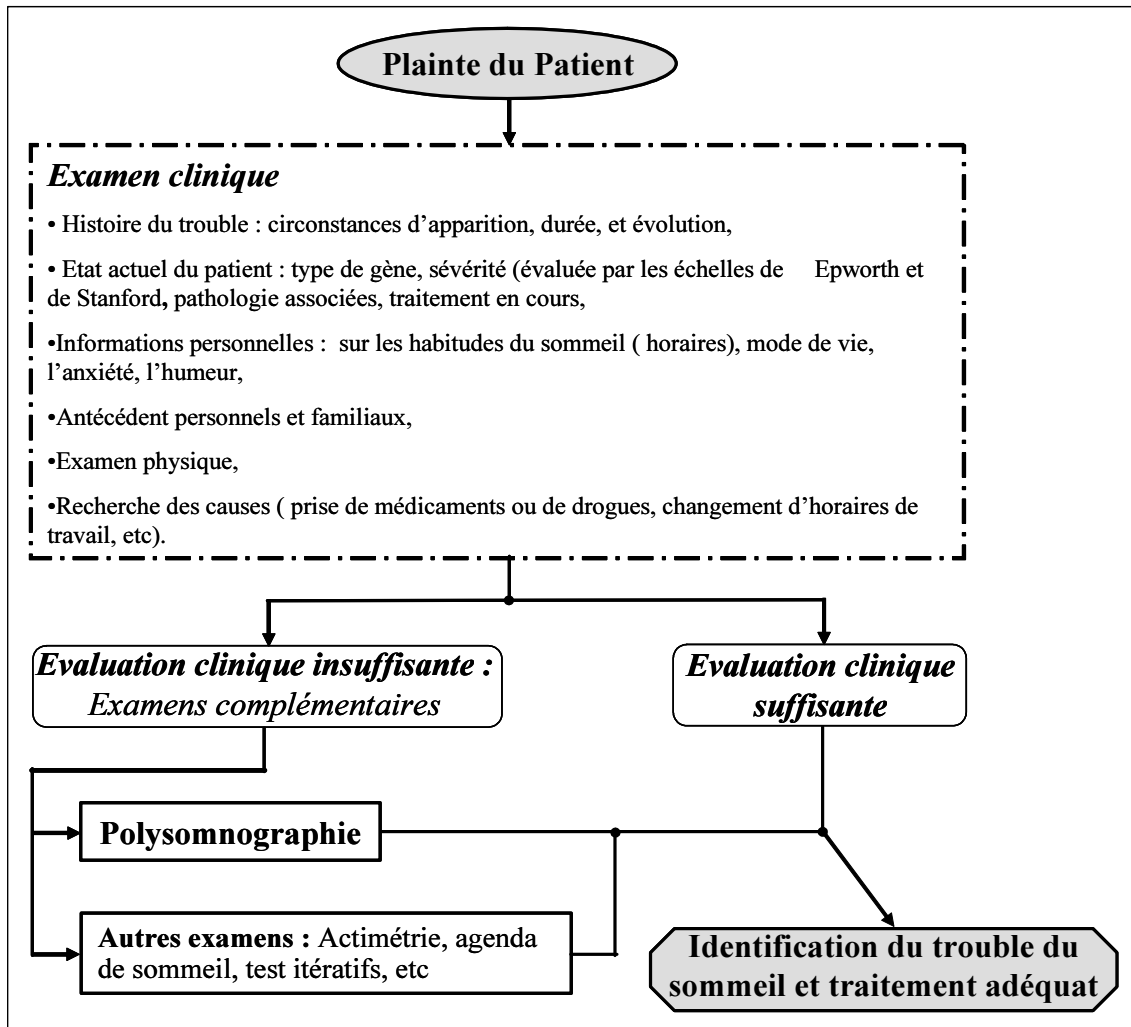 Plainte du Patient
Examen clinique
• Histoire du trouble : circonstances d’apparition, durée, et évolution,
• Etat actuel du patient : type de gène, sévérité (évaluée par les échelles de Epworth et
de Stanford, pathologie associées, traitement en cours,
•Informations personnelles : sur les habitudes du sommeil ( horaires), mode de vie,
l’anxiété, l’humeur,
•Antécédent personnels et familiaux,
•Examen physique,
•Recherche des causes ( prise de médicaments ou de drogues, changement d’horaires de
travail, etc).
Evaluation clinique insuffisante :
Examens complémentaires
Evaluation clinique
suffisante
Polysomnographie
Autres examens : Actimétrie, agenda
de sommeil, test itératifs, etc
Identification du trouble du
sommeil et traitement adéquat